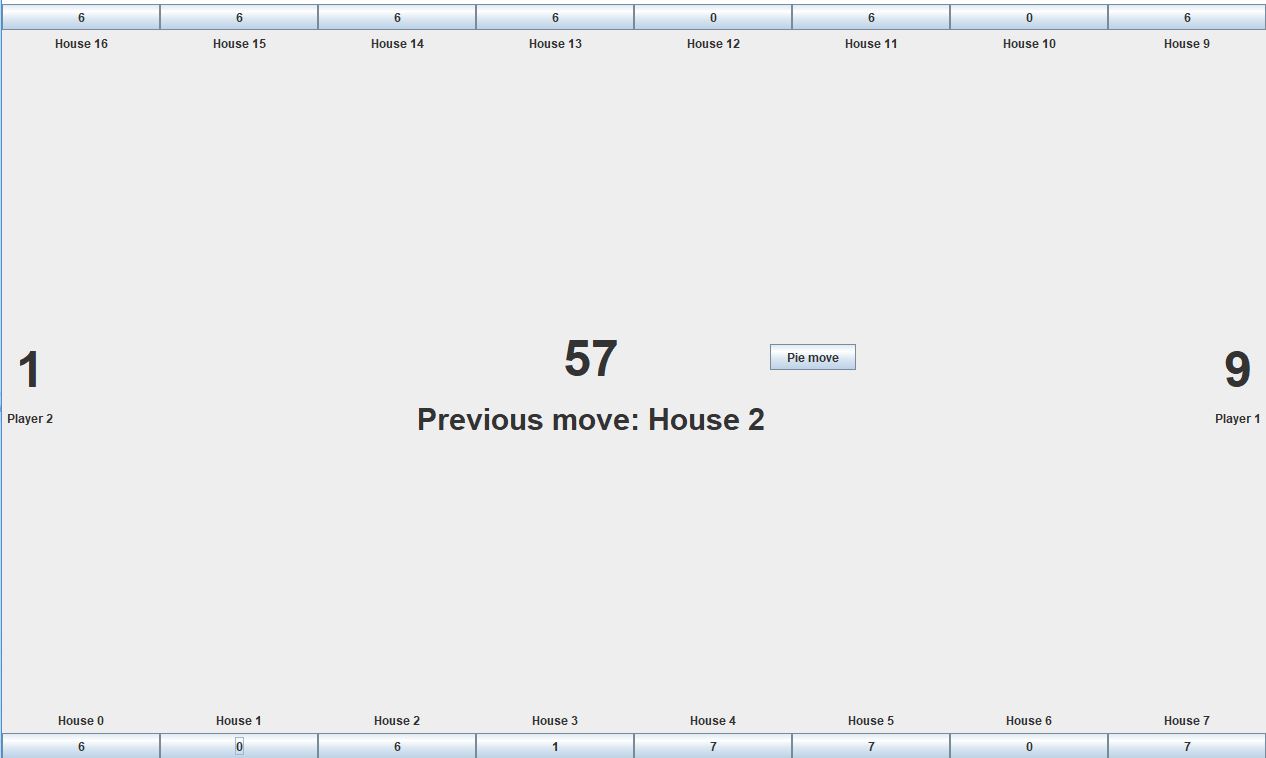 6 6 6 6 0 6 0 6
House 16 House 15 House 14 House 13 House 12 House 11 House 10 House 9
1 57 Pie move 9
Player 2 Previous move: House 2 Player 1
House 0 House 1 House 2 House 3 House 4 House 5 House 6 House 7
6 0 6 1 7 7 0 7